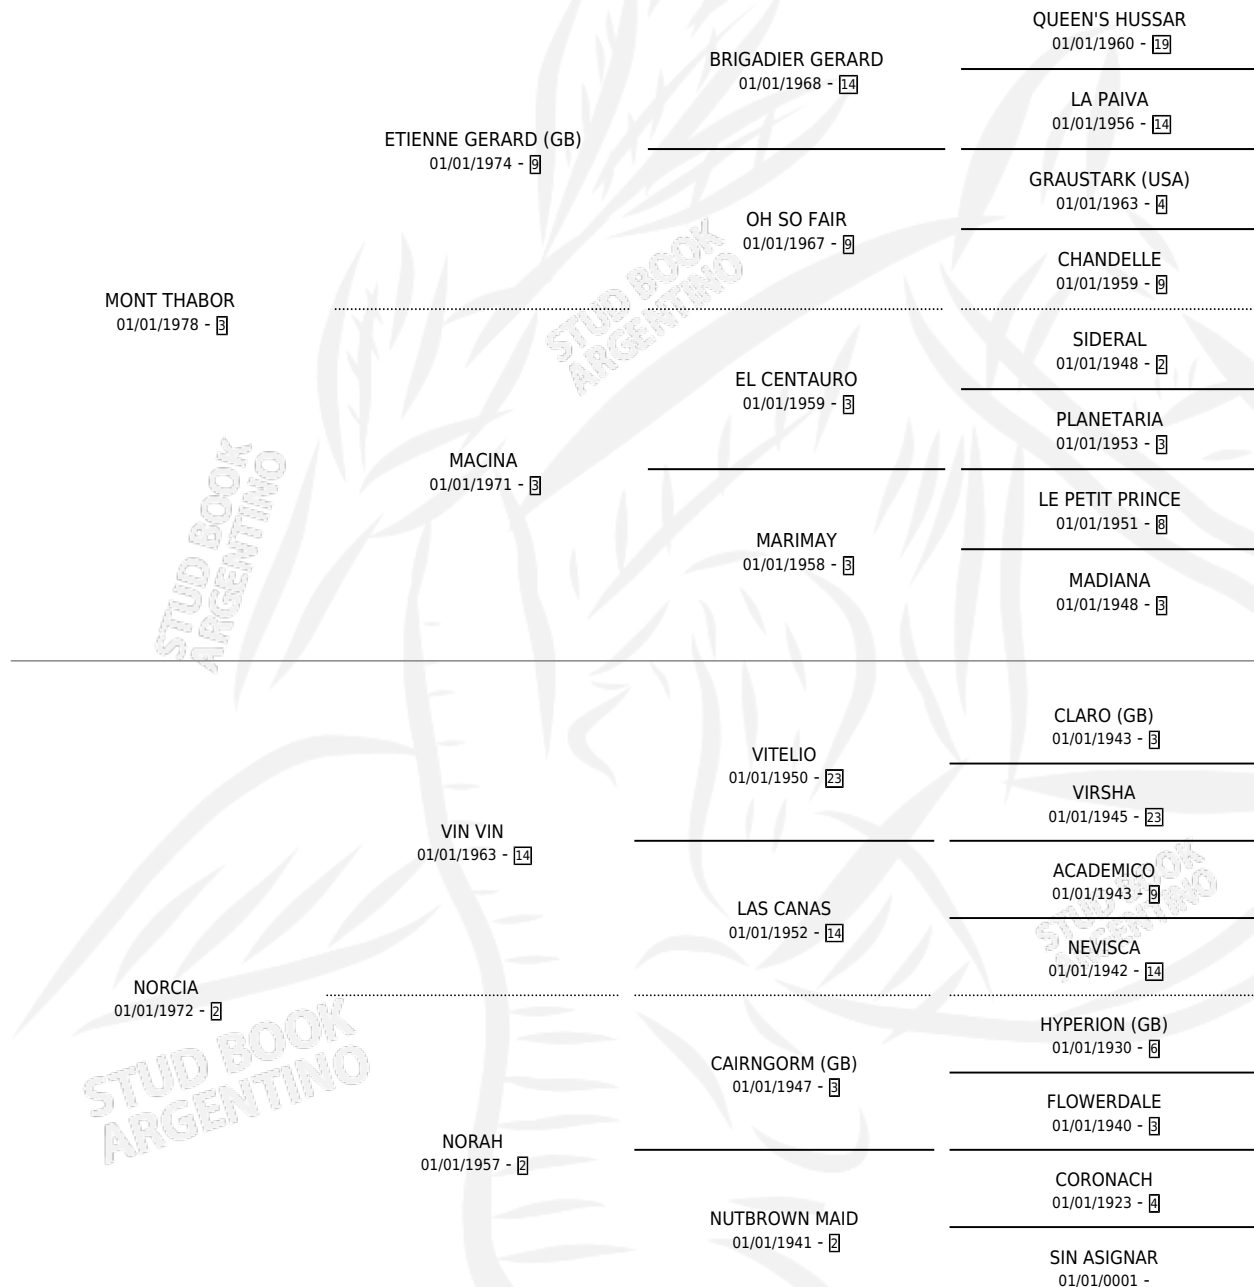 QUEEN'S HUSSAR
01/01/1960 - 19
BRIGADIER GERARD
01/01/1968 - 14
LA PAIVA
01/01/1956 - 14
ETIENNE GERARD (GB)
01/01/1974 - 9
GRAUSTARK (USA)
01/01/1963 - 4
OH SO FAIR
01/01/1967 - 9
CHANDELLE
01/01/1959 - 9
MONT THABOR
01/01/1978 - 3
SIDERAL
01/01/1948 - 2
EL CENTAURO
01/01/1959 - 3
PLANETARIA
01/01/1953 - 3
MACINA
01/01/1971 - 3
LE PETIT PRINCE
01/01/1951 - 8
MARIMAY
01/01/1958 - 3
MADIANA
01/01/1948 - 3
STUD BOOK
ARGENTINO
STUD BOOK
ARGENTINO
CLARO (GB)
01/01/1943 - 3
VITELIO
01/01/1950 - 23
VIRSHA
01/01/1945 - 23
VIN VIN
01/01/1963 - 14
ACADEMICO
01/01/1943 - 9
LAS CANAS
01/01/1952 - 14
NEVISCA
01/01/1942 - 14
STUD BOOK
ARGENTINO
NORCIA
01/01/1972 - 2
HYPERION (GB)
01/01/1930 - 6
CAIRNGORM (GB)
01/01/1947 - 3
FLOWERDALE
01/01/1940 - 3
STUD BOOK
ARGENTINO
NORAH
01/01/1957 - 2
CORONACH
01/01/1923 - 4
NUTBROWN MAID
01/01/1941 - 2
SIN ASIGNAR
01/01/0001 -